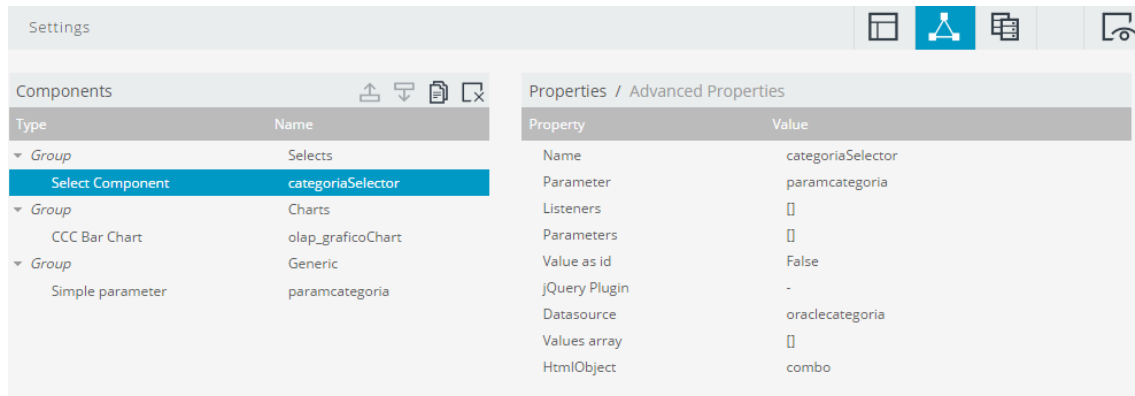 Settings
Components
Type Name
Group Selects
Select Component categoriaSelector
Group Charts
CCC Bar Chart olap_graficoChart
Group Generic
Simple parameter paramcategoria
Properties / Advanced Properties
Property Value
Name categoriaSelector
Parameter paramcategoria
Listeners []
Parameters []
Value as id False
jQuery Plugin -
Datasource oraclecategoria
Values array []
HtmlObject combo